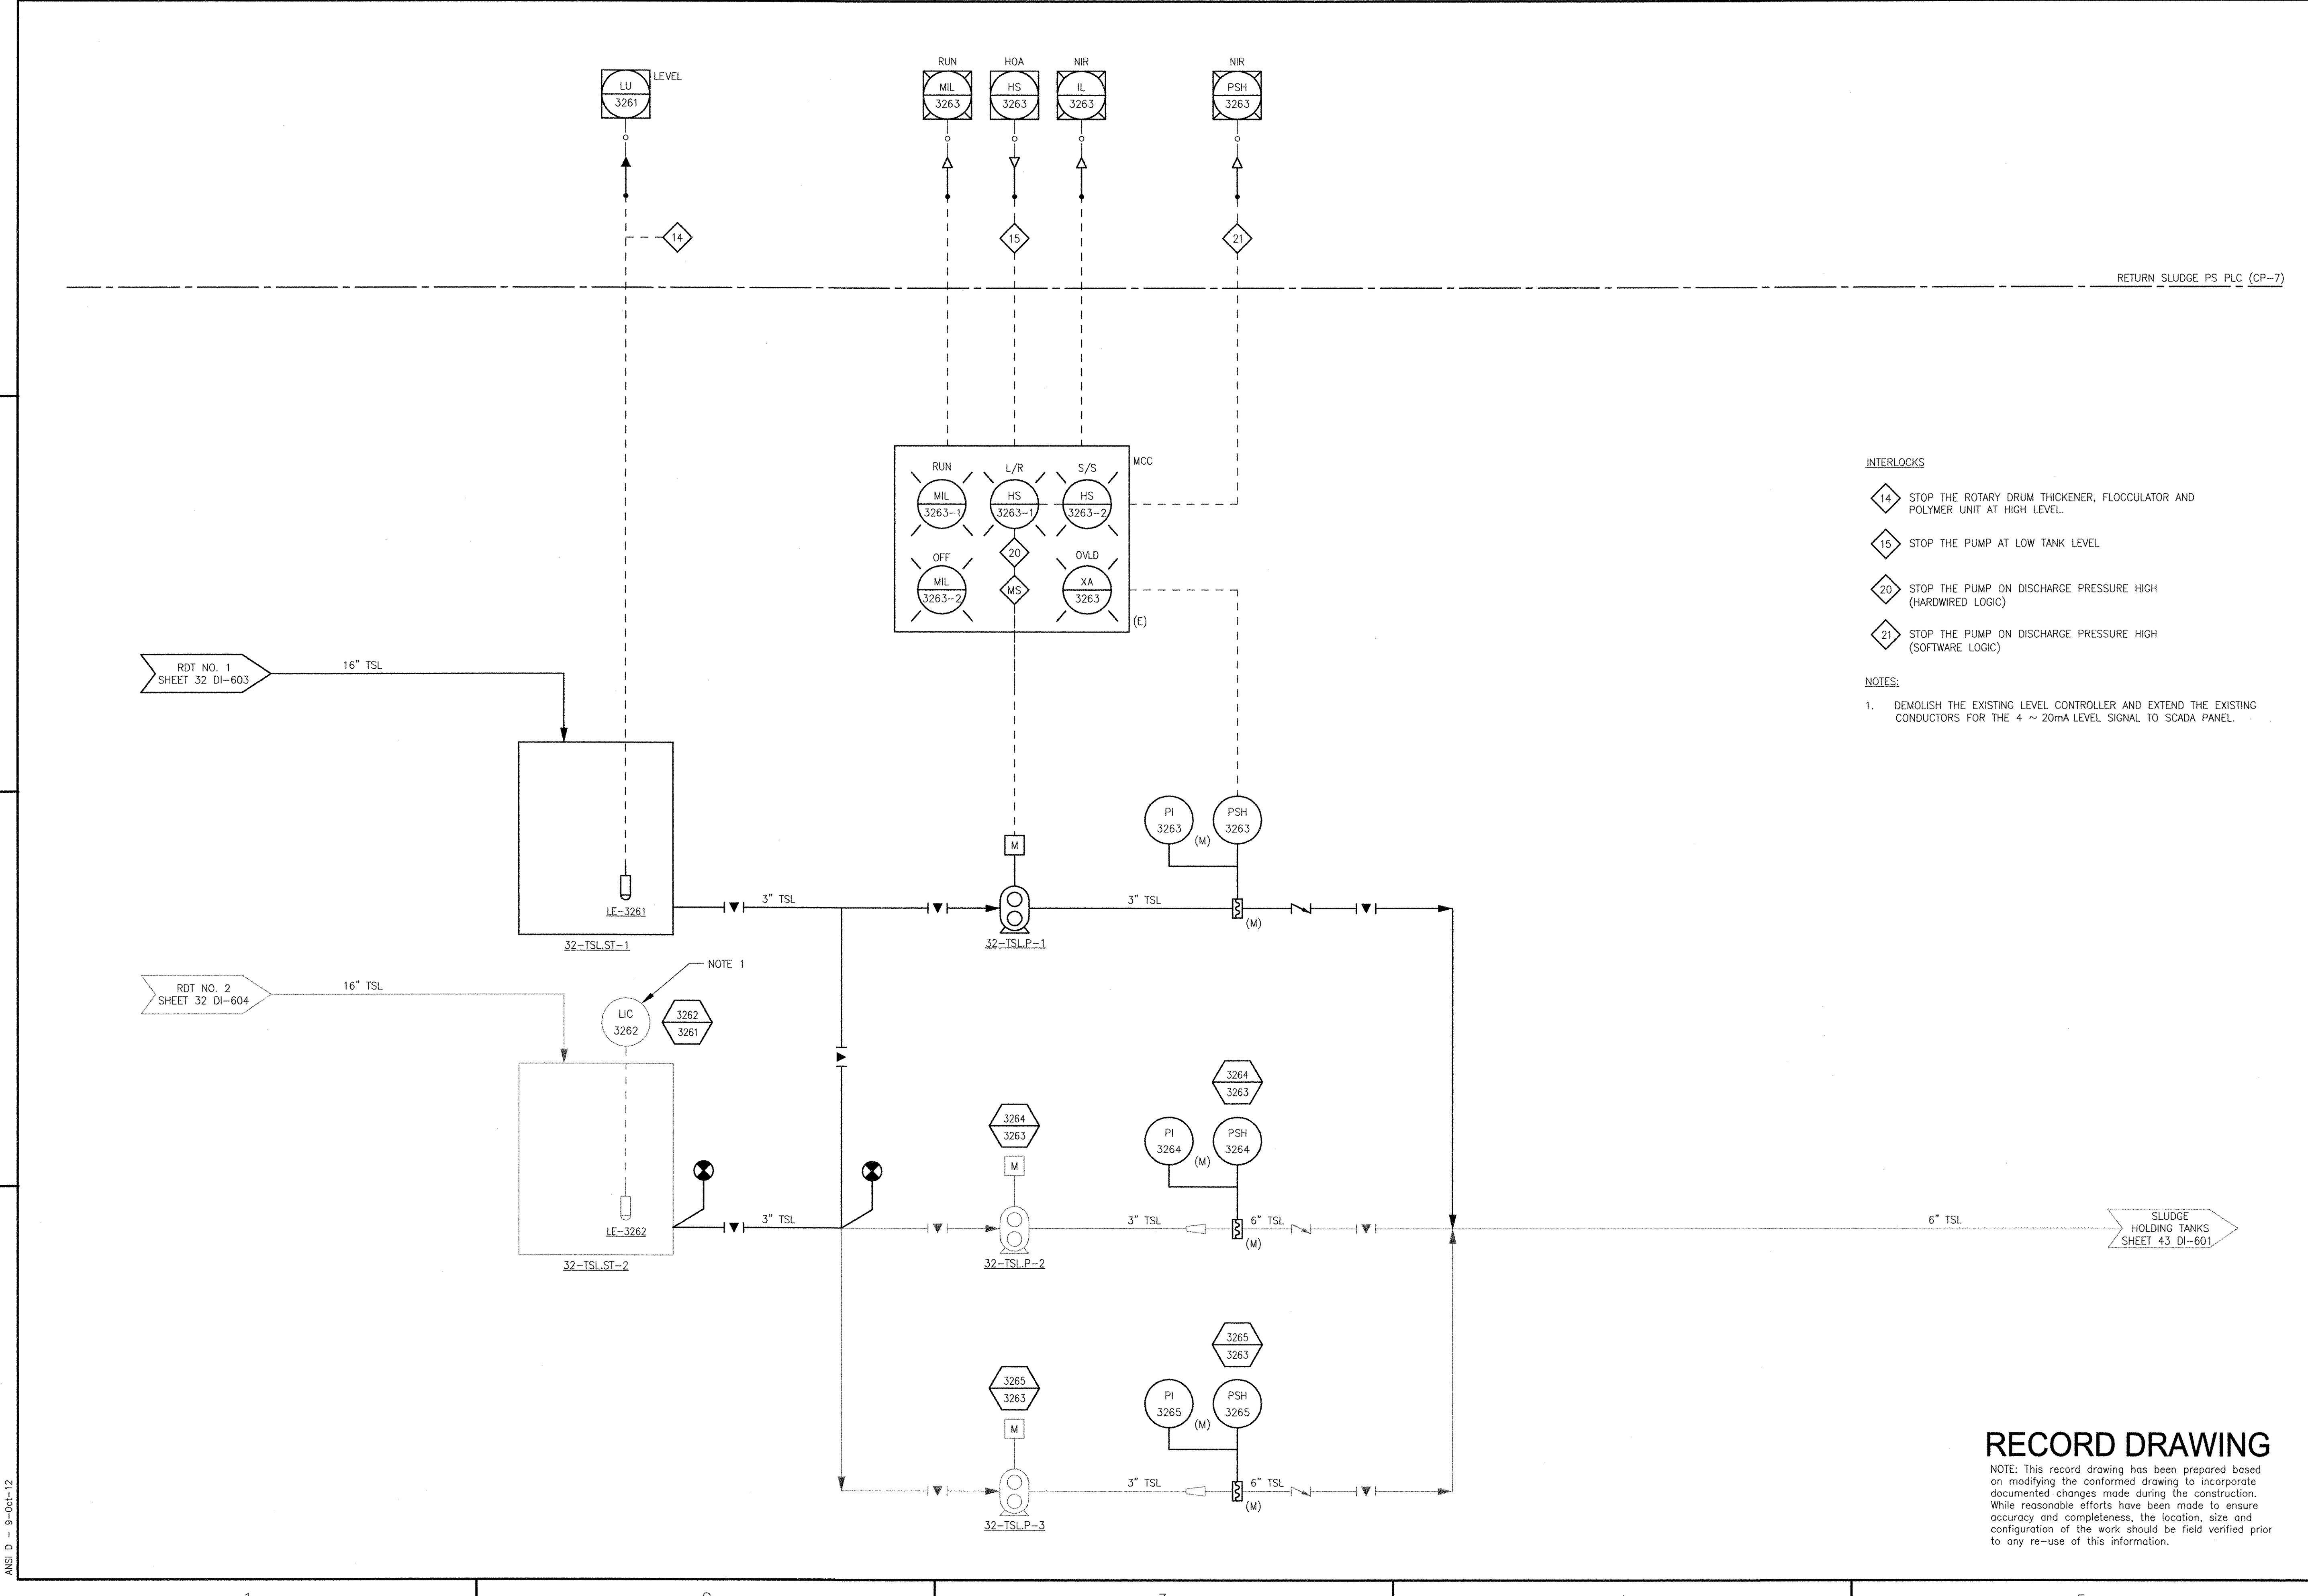 RUN
HOA
NIR
NIR
LU
3261
LEVEL
MIL
3263
HS
3263
IL
3263
PSH
3263
14
15
21
RETURN SLUDGE PS PLC (CP-7)
MCC
RUN
L/R
S/S
MIL
3263-1
HS
3263-1
HS
3263-2
20
OFF
OVLD
MIL
3263-2
MS
XA
3263
(E)
INTERLOCKS
14 STOP THE ROTARY DRUM THICKENER, FLOCCULATOR AND
POLYMER UNIT AT HIGH LEVEL.
15 STOP THE PUMP AT LOW TANK LEVEL
20 STOP THE PUMP ON DISCHARGE PRESSURE HIGH
(HARDWIRED LOGIC)
21 STOP THE PUMP ON DISCHARGE PRESSURE HIGH
(SOFTWARE LOGIC)
NOTES:
1. DEMOLISH THE EXISTING LEVEL CONTROLLER AND EXTEND THE EXISTING
CONDUCTORS FOR THE 4 ~ 20mA LEVEL SIGNAL TO SCADA PANEL.
RDT NO. 1
SHEET 32 DI-603
16" TSL
PI
3263
(M)
PSH
3263
M
LE-3261
3" TSL
3" TSL
(M)
32-TSL.ST-1
32-TSL.P-1
NOTE 1
RDT NO. 2
SHEET 32 DI-604
16" TSL
LIC
3262
3262
3261
3264
3263
3264
3263
PI
3264
(M)
PSH
3264
M
LE-3262
3" TSL
3" TSL
6" TSL
(M)
6" TSL
SLUDGE
HOLDING TANKS
SHEET 43 DI-601
32-TSL.ST-2
32-TSL.P-2
3265
3263
3265
3263
PI
3265
(M)
PSH
3265
M
3" TSL
6" TSL
(M)
32-TSL.P-3
RECORD DRAWING
NOTE: This record drawing has been prepared based
on modifying the conformed drawing to incorporate
documented changes made during the construction.
While reasonable efforts have been made to ensure
accuracy and completeness, the location, size and
configuration of the work should be field verified prior
to any re-use of this information.
ANSI D - 9-Oct-12